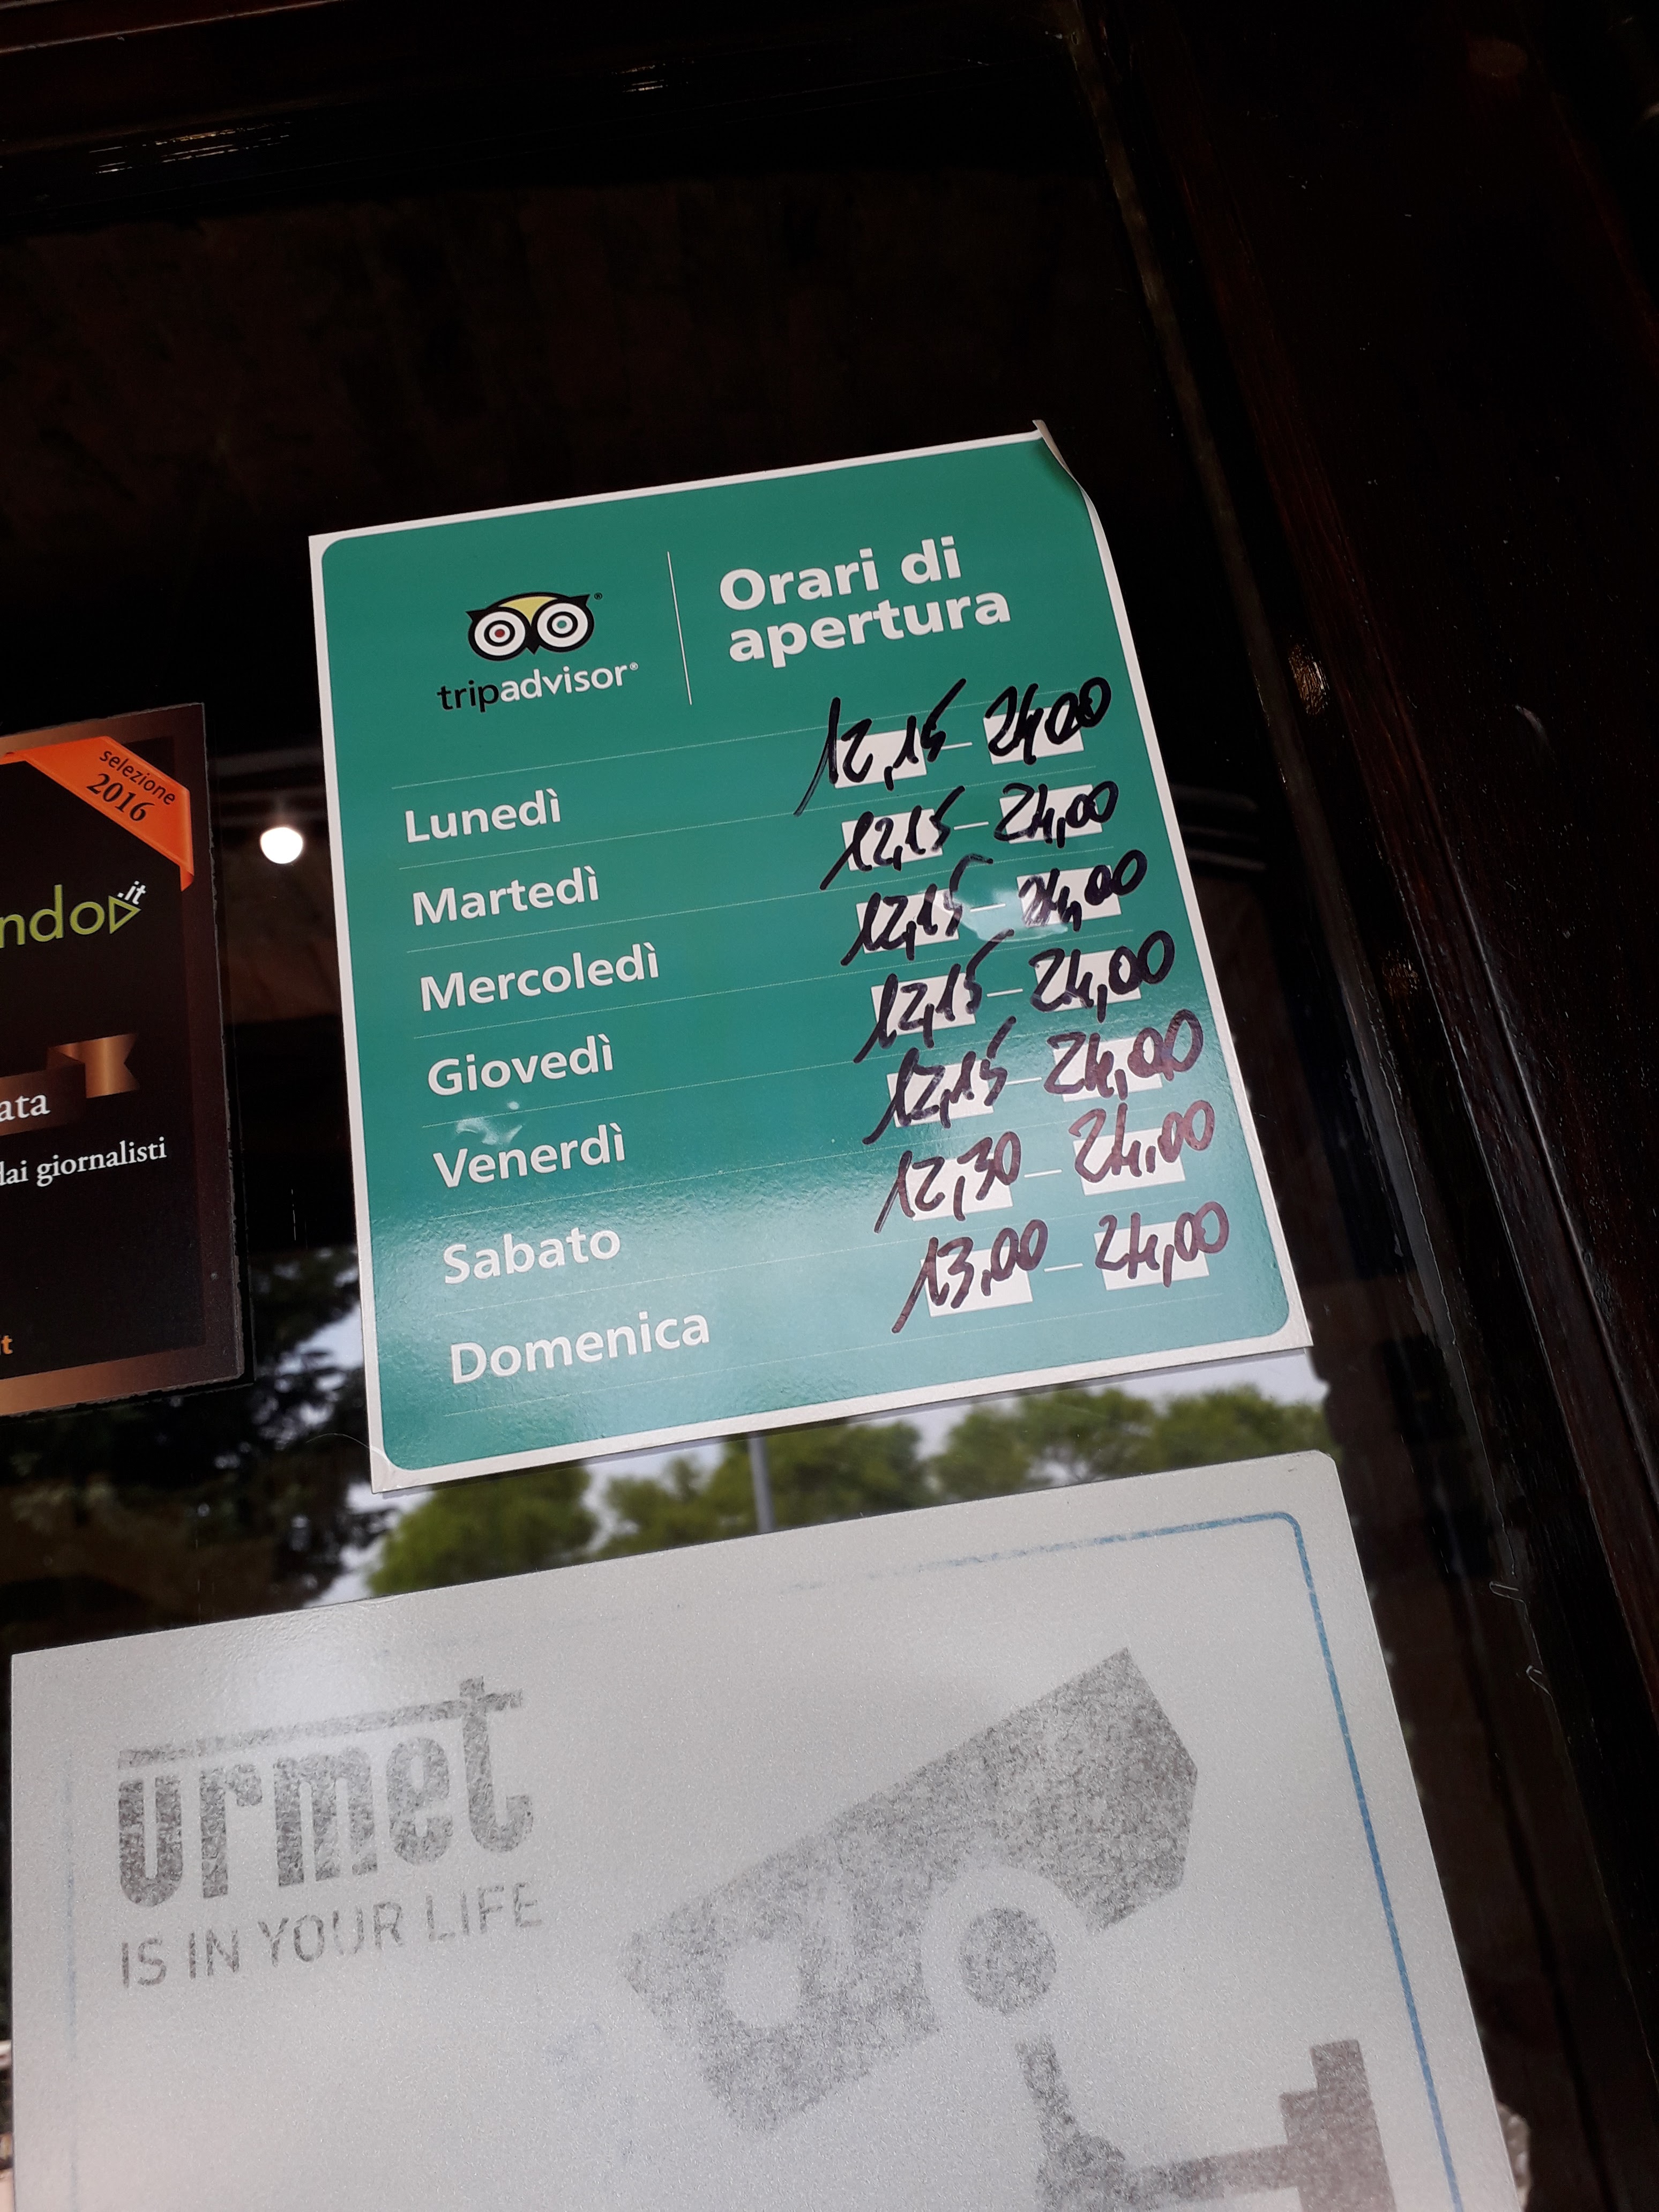 tripadvisor®
Orari di
apertura
Lunedì 12,15 – 24,00
Martedì 12,15 – 24,00
Mercoledì 12,15 – 24,00
Giovedì 12,15 – 24,00
Venerdì 12,15 – 24,00
Sabato 12,30 – 24,00
Domenica 13,00 – 24,00
selezione
2016
ndo.it
ata
dai giornalisti
it
urmet
IS IN YOUR LIFE